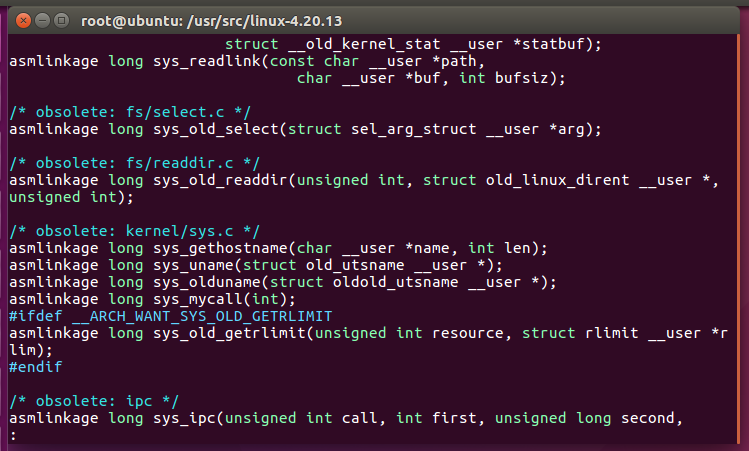 root@ubuntu: /usr/src/linux-4.20.13
struct __old_kernel_stat __user *statbuf);
asmlinkage long sys_readlink(const char __user *path,
char __user *buf, int bufsiz);
/* obsolete: fs/select.c */
asmlinkage long sys_old_select(struct sel_arg_struct __user *arg);
/* obsolete: fs/readdir.c */
asmlinkage long sys_old_readdir(unsigned int, struct old_linux_dirent __user *,
unsigned int);
/* obsolete: kernel/sys.c */
asmlinkage long sys_gethostname(char __user *name, int len);
asmlinkage long sys_uname(struct old_utsname __user *);
asmlinkage long sys_olduname(struct oldold_utsname __user *);
asmlinkage long sys_mycall(int);
#ifdef __ARCH_WANT_SYS_OLD_GETRLIMIT
asmlinkage long sys_old_getrlimit(unsigned int resource, struct rlimit __user *r
lim);
#endif
/* obsolete: ipc */
asmlinkage long sys_ipc(unsigned int call, int first, unsigned long second,
: